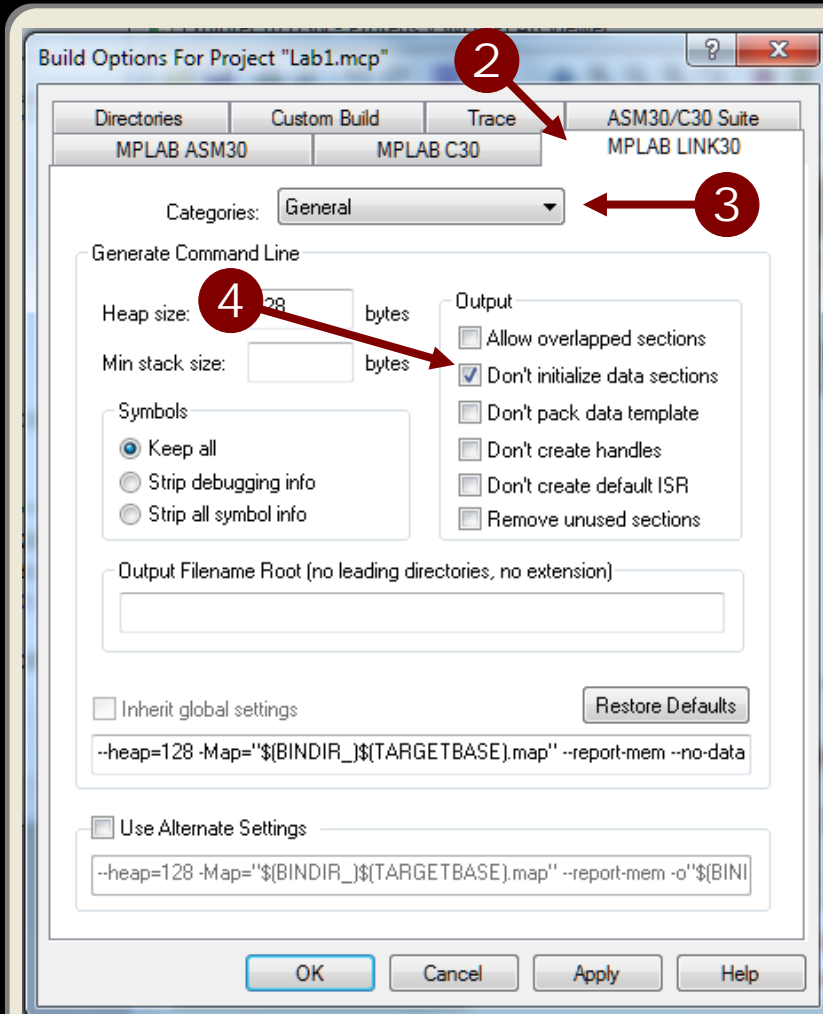 Build Options For Project "Lab1.mcp"
2
Directories Custom Build Trace ASM30/C30 Suite
MPLAB ASM30 MPLAB C30 MPLAB LINK30
Categories: General
3
Generate Command Line
4
Heap size: 28 bytes
Min stack size: bytes
Output
Allow overlapped sections
Don't initialize data sections
Don't pack data template
Don't create handles
Don't create default ISR
Remove unused sections
Symbols
Keep all
Strip debugging info
Strip all symbol info
Output Filename Root (no leading directories, no extension)
Inherit global settings
Restore Defaults
--heap=128 -Map="$(BINDIR_)$(TARGETBASE).map" --report-mem --no-data
Use Alternate Settings
--heap=128 -Map="$(BINDIR_)$(TARGETBASE).map" --report-mem -o"$(BINI
OK Cancel Apply Help